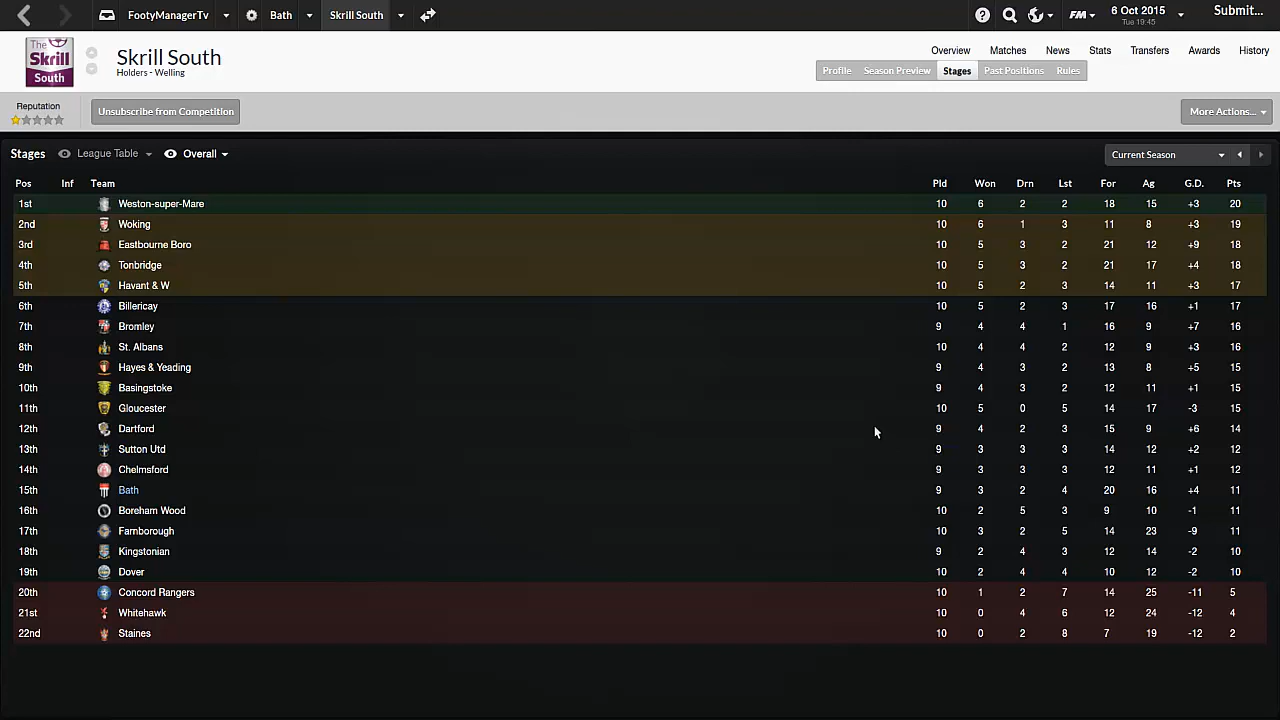 FootyManagerTv Bath Skrill South FM 6 Oct 2015 Tue 19:45 Submit...
The Skrill South
Skrill South
Holders - Welling
Overview Matches News Stats Transfers Awards History
Profile Season Preview Stages Past Positions Rules
Reputation
Unsubscribe from Competition More Actions...
Stages League Table Overall Current Season
Pos Inf Team Pld Won Drn Lst For Ag G.D. Pts
1st Weston-super-Mare 10 6 2 2 18 15 +3 20
2nd Woking 10 6 1 3 11 8 +3 19
3rd Eastbourne Boro 10 5 3 2 21 12 +9 18
4th Tonbridge 10 5 3 2 21 17 +4 18
5th Havant & W 10 5 2 3 14 11 +3 17
6th Billericay 10 5 2 3 17 16 +1 17
7th Bromley 9 4 4 1 16 9 +7 16
8th St. Albans 10 4 4 2 12 9 +3 16
9th Hayes & Yeading 9 4 3 2 13 8 +5 15
10th Basingstoke 9 4 3 2 12 11 +1 15
11th Gloucester 10 5 0 5 14 17 -3 15
12th Dartford 9 4 2 3 15 9 +6 14
13th Sutton Utd 9 3 3 3 14 12 +2 12
14th Chelmsford 9 3 3 3 12 11 +1 12
15th Bath 9 3 2 4 20 16 +4 11
16th Boreham Wood 10 2 5 3 9 10 -1 11
17th Farnborough 10 3 2 5 14 23 -9 11
18th Kingstonian 9 2 4 3 12 14 -2 10
19th Dover 10 2 4 4 10 12 -2 10
20th Concord Rangers 10 1 2 7 14 25 -11 5
21st Whitehawk 10 0 4 6 12 24 -12 4
22nd Staines 10 0 2 8 7 19 -12 2